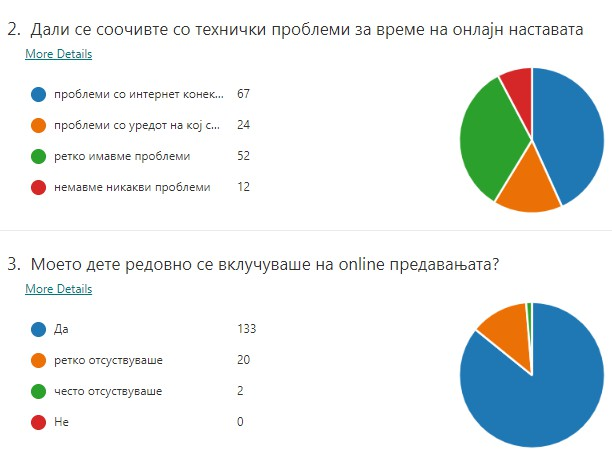 2. Дали се соочивте со технички проблеми за време на онлајн наставата
More Details
проблеми со интернет конек... 67
проблеми со уредот на кој с... 24
ретко имавме проблеми 52
немавме никакви проблеми 12
3. Моето дете редовно се вклучуваше на online предавањата?
More Details
Да 133
ретко отсуствуваше 20
често отсуствуваше 2
Не 0